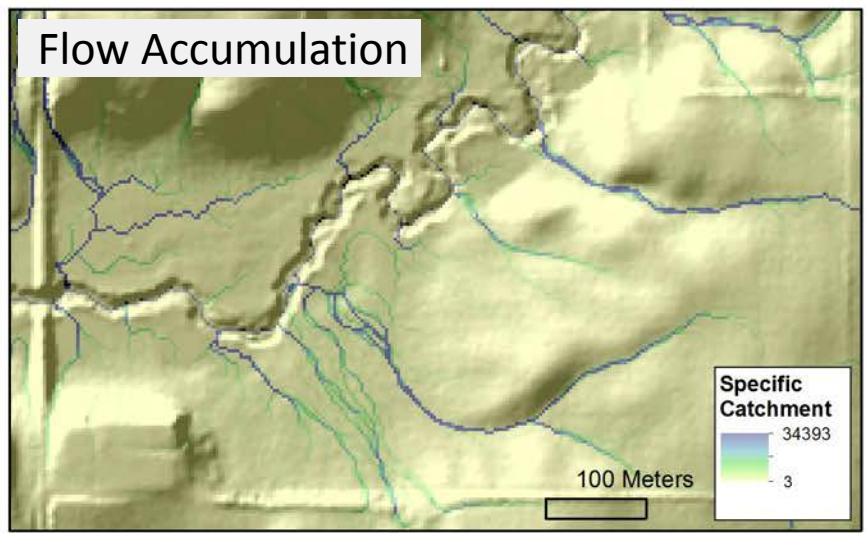 Flow Accumulation
Specific
Catchment
34393
3
100 Meters